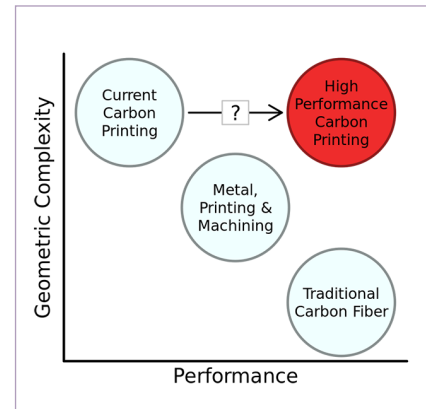 Geometric Complexity
Current
Carbon
Printing
?
High
Performance
Carbon
Printing
Metal,
Printing &
Machining
Traditional
Carbon Fiber
Performance